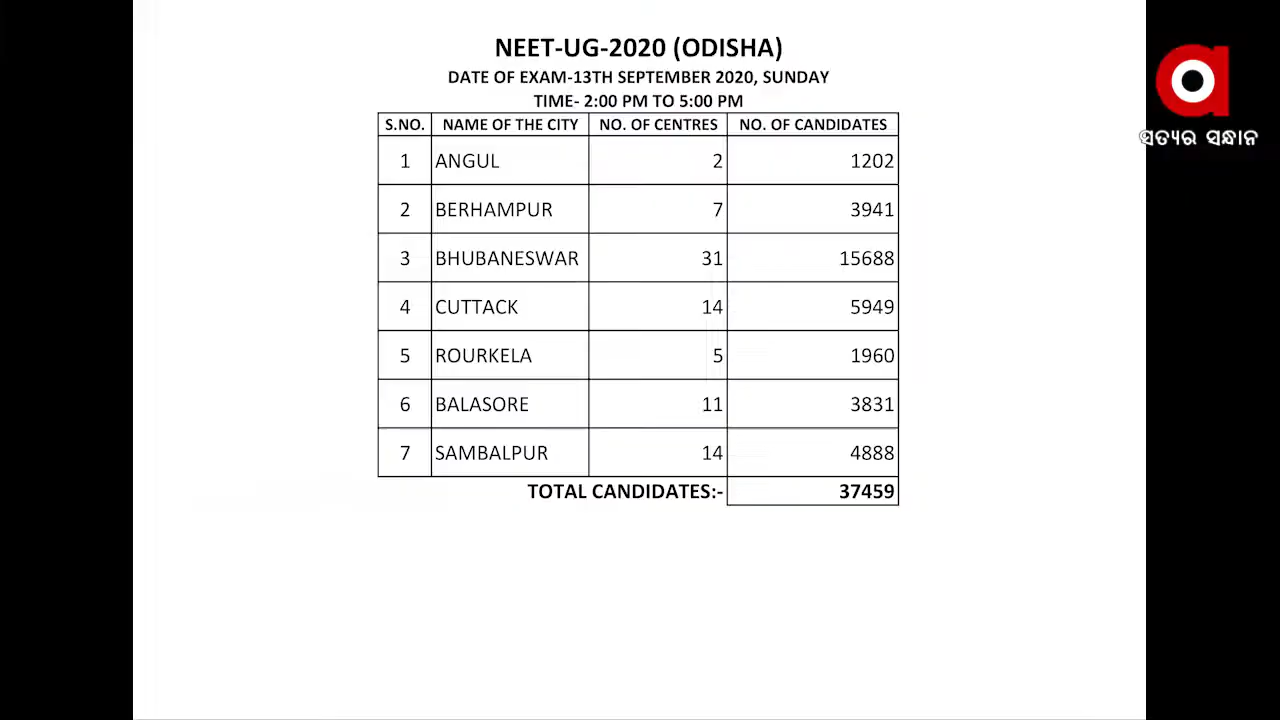 NEET-UG-2020 (ODISHA)
DATE OF EXAM-13TH SEPTEMBER 2020, SUNDAY
TIME- 2:00 PM TO 5:00 PM
S.NO. NAME OF THE CITY NO. OF CENTRES NO. OF CANDIDATES
1 ANGUL 2 1202
2 BERHAMPUR 7 3941
3 BHUBANESWAR 31 15688
4 CUTTACK 14 5949
5 ROURKELA 5 1960
6 BALASORE 11 3831
7 SAMBALPUR 14 4888
TOTAL CANDIDATES:- 37459
ସତ୍ୟର ସନ୍ଧାନ